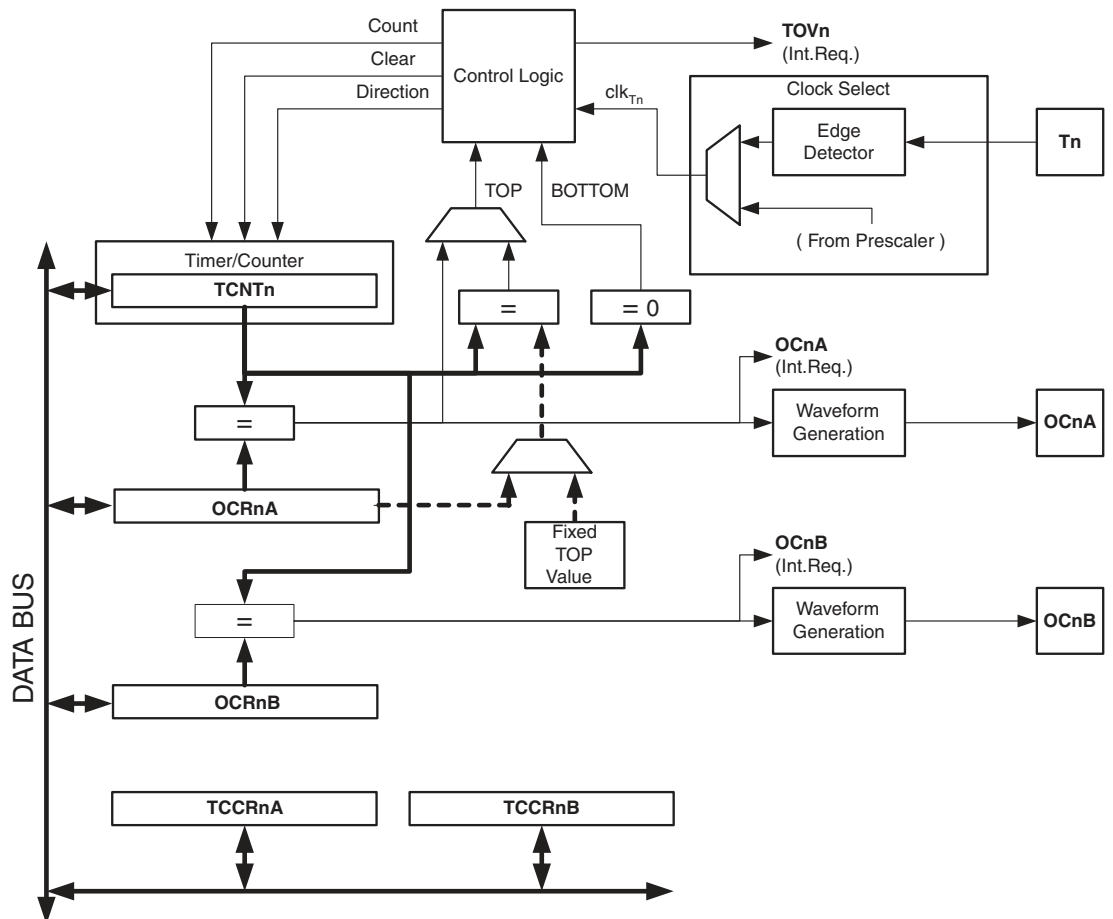 Count
Clear
Direction
Control Logic
TOVn
(Int.Req.)
clkTn
Clock Select
Edge
Detector
Tn
( From Prescaler )
TOP
BOTTOM
Timer/Counter
TCNTn
=
= 0
OCnA
(Int.Req.)
=
Waveform
Generation
OCnA
OCRnA
Fixed
TOP
Value
OCnB
(Int.Req.)
=
Waveform
Generation
OCnB
OCRnB
DATA BUS
TCCRnA
TCCRnB